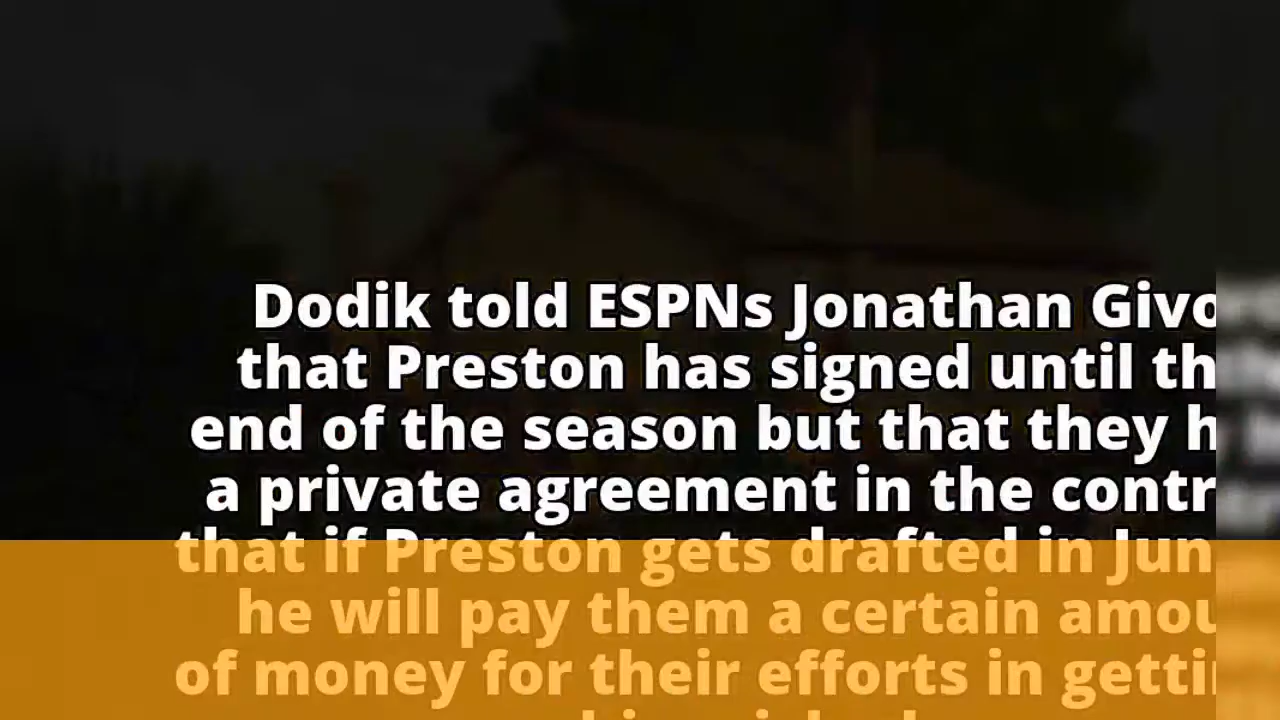 Dodik told ESPNs Jonathan Givo
that Preston has signed until th
end of the season but that they h
a private agreement in the contr
that if Preston gets drafted in Jun
he will pay them a certain amou
of money for their efforts in gettin